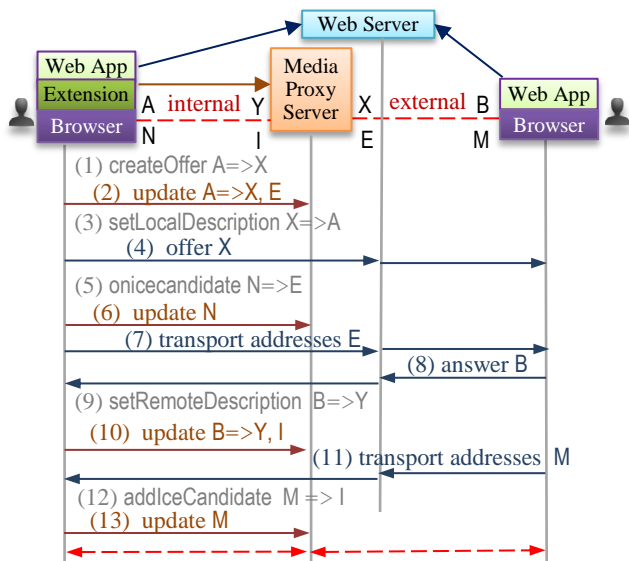 Web Server
Web App
Extension
Browser
Media
Proxy
Server
Web App
Browser
A internal Y X external B
N I E M
(1) createOffer A=>X
(2) update A=>X, E
(3) setLocalDescription X=>A
(4) offer X
(5) onicecandidate N=>E
(6) update N
(7) transport addresses E
(8) answer B
(9) setRemoteDescription B=>Y
(10) update B=>Y, I
(11) transport addresses M
(12) addIceCandidate M => I
(13) update M